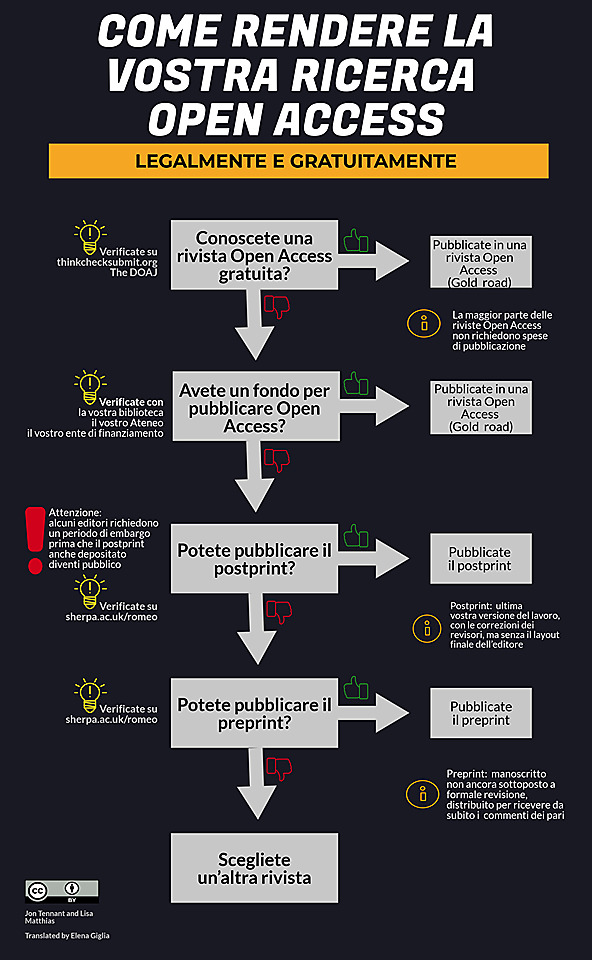 COME RENDERE LA
VOSTRA RICERCA
OPEN ACCESS
LEGALMENTE E GRATUITAMENTE
Verificate su
thinkchecksubmit.org
The DOAJ
Conoscete una
rivista Open Access
gratuita?
Pubblicate in una
rivista Open
Access
(Gold road)
La maggior parte delle
riviste Open Access
non richiedono spese
di pubblicazione
Verificate con
la vostra biblioteca
il vostro Ateneo
il vostro ente di finanziamento
Avete un fondo per
pubblicare Open
Access?
Pubblicate in una
rivista Open
Access
(Gold road)
Attenzione:
alcuni editori richiedono
un periodo di embargo
prima che il postprint
anche depositato
diventi pubblico
Verificate su
sherpa.ac.uk/romeo
Potete pubblicare il
postprint?
Pubblicate
il postprint
Postprint: ultima
vostra versione del lavoro,
con le correzioni dei
revisori, ma senza il layout
finale dell'editore
Verificate su
sherpa.ac.uk/romeo
Potete pubblicare il
preprint?
Pubblicate
il preprint
Preprint: manoscritto
non ancora sottoposto a
formale revisione,
distribuito per ricevere da
subito i commenti dei pari
Scegliete
un'altra rivista
cc
BY
Jon Tennant and Lisa
Matthias
Translated by Elena Giglia